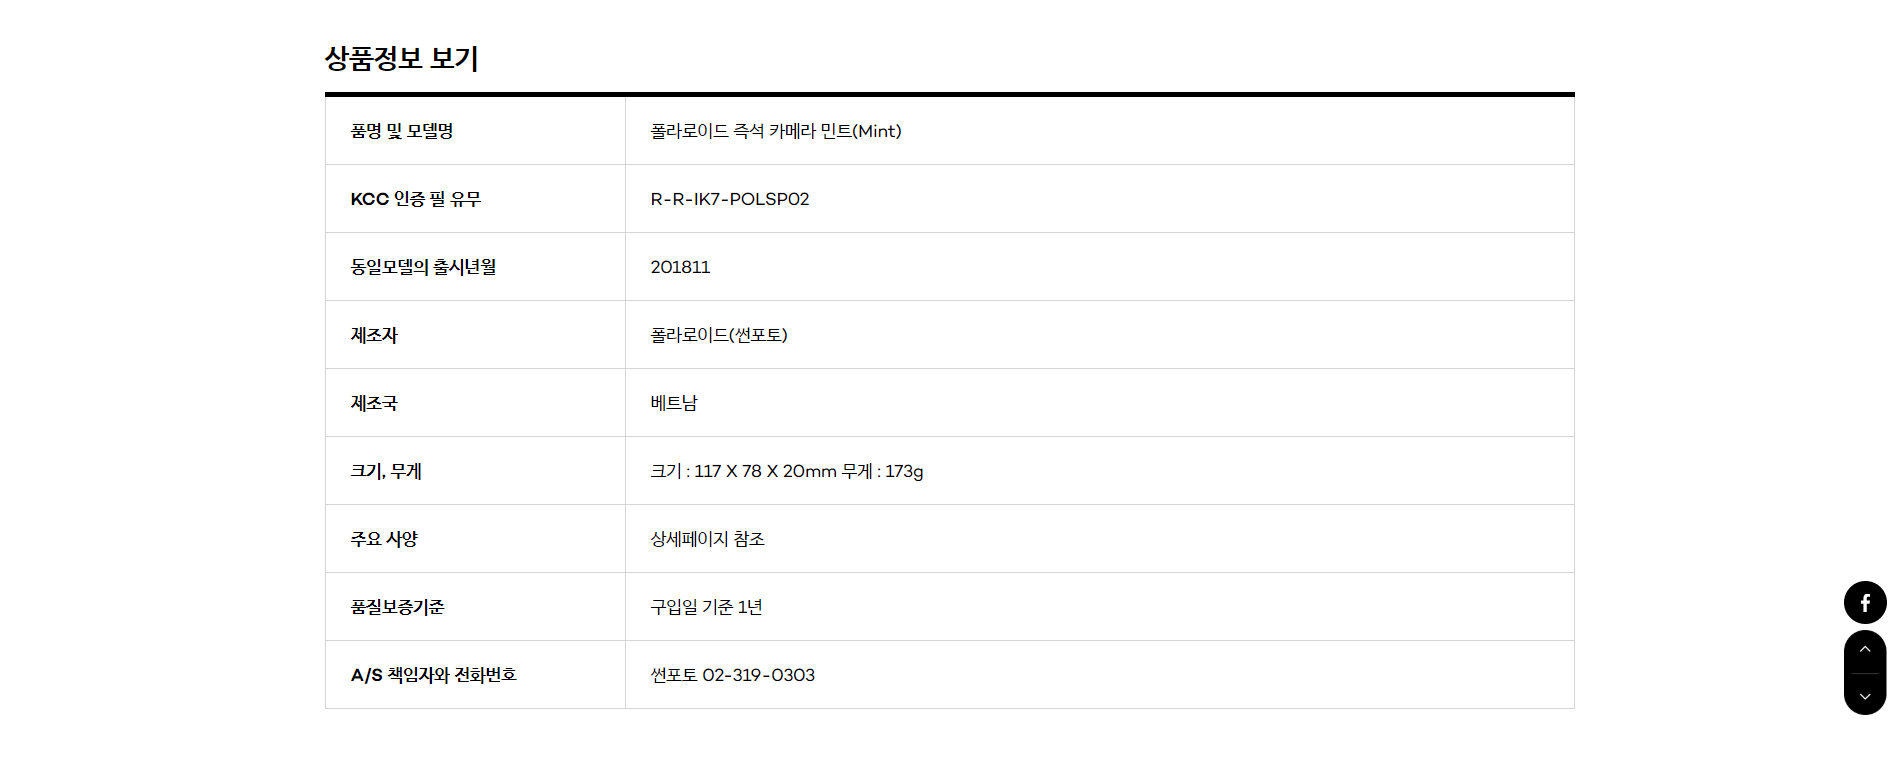 상품정보 보기
품명 및 모델명 폴라로이드 즉석 카메라 민트(Mint)
KCC 인증 필 유무 R-R-IK7-POLSP02
동일모델의 출시년월 201811
제조자 폴라로이드(썬포토)
제조국 베트남
크기, 무게 크기 : 117 X 78 X 20mm 무게 : 173g
주요 사양 상세페이지 참조
품질보증기준 구입일 기준 1년
A/S 책임자와 전화번호 썬포토 02-319-0303